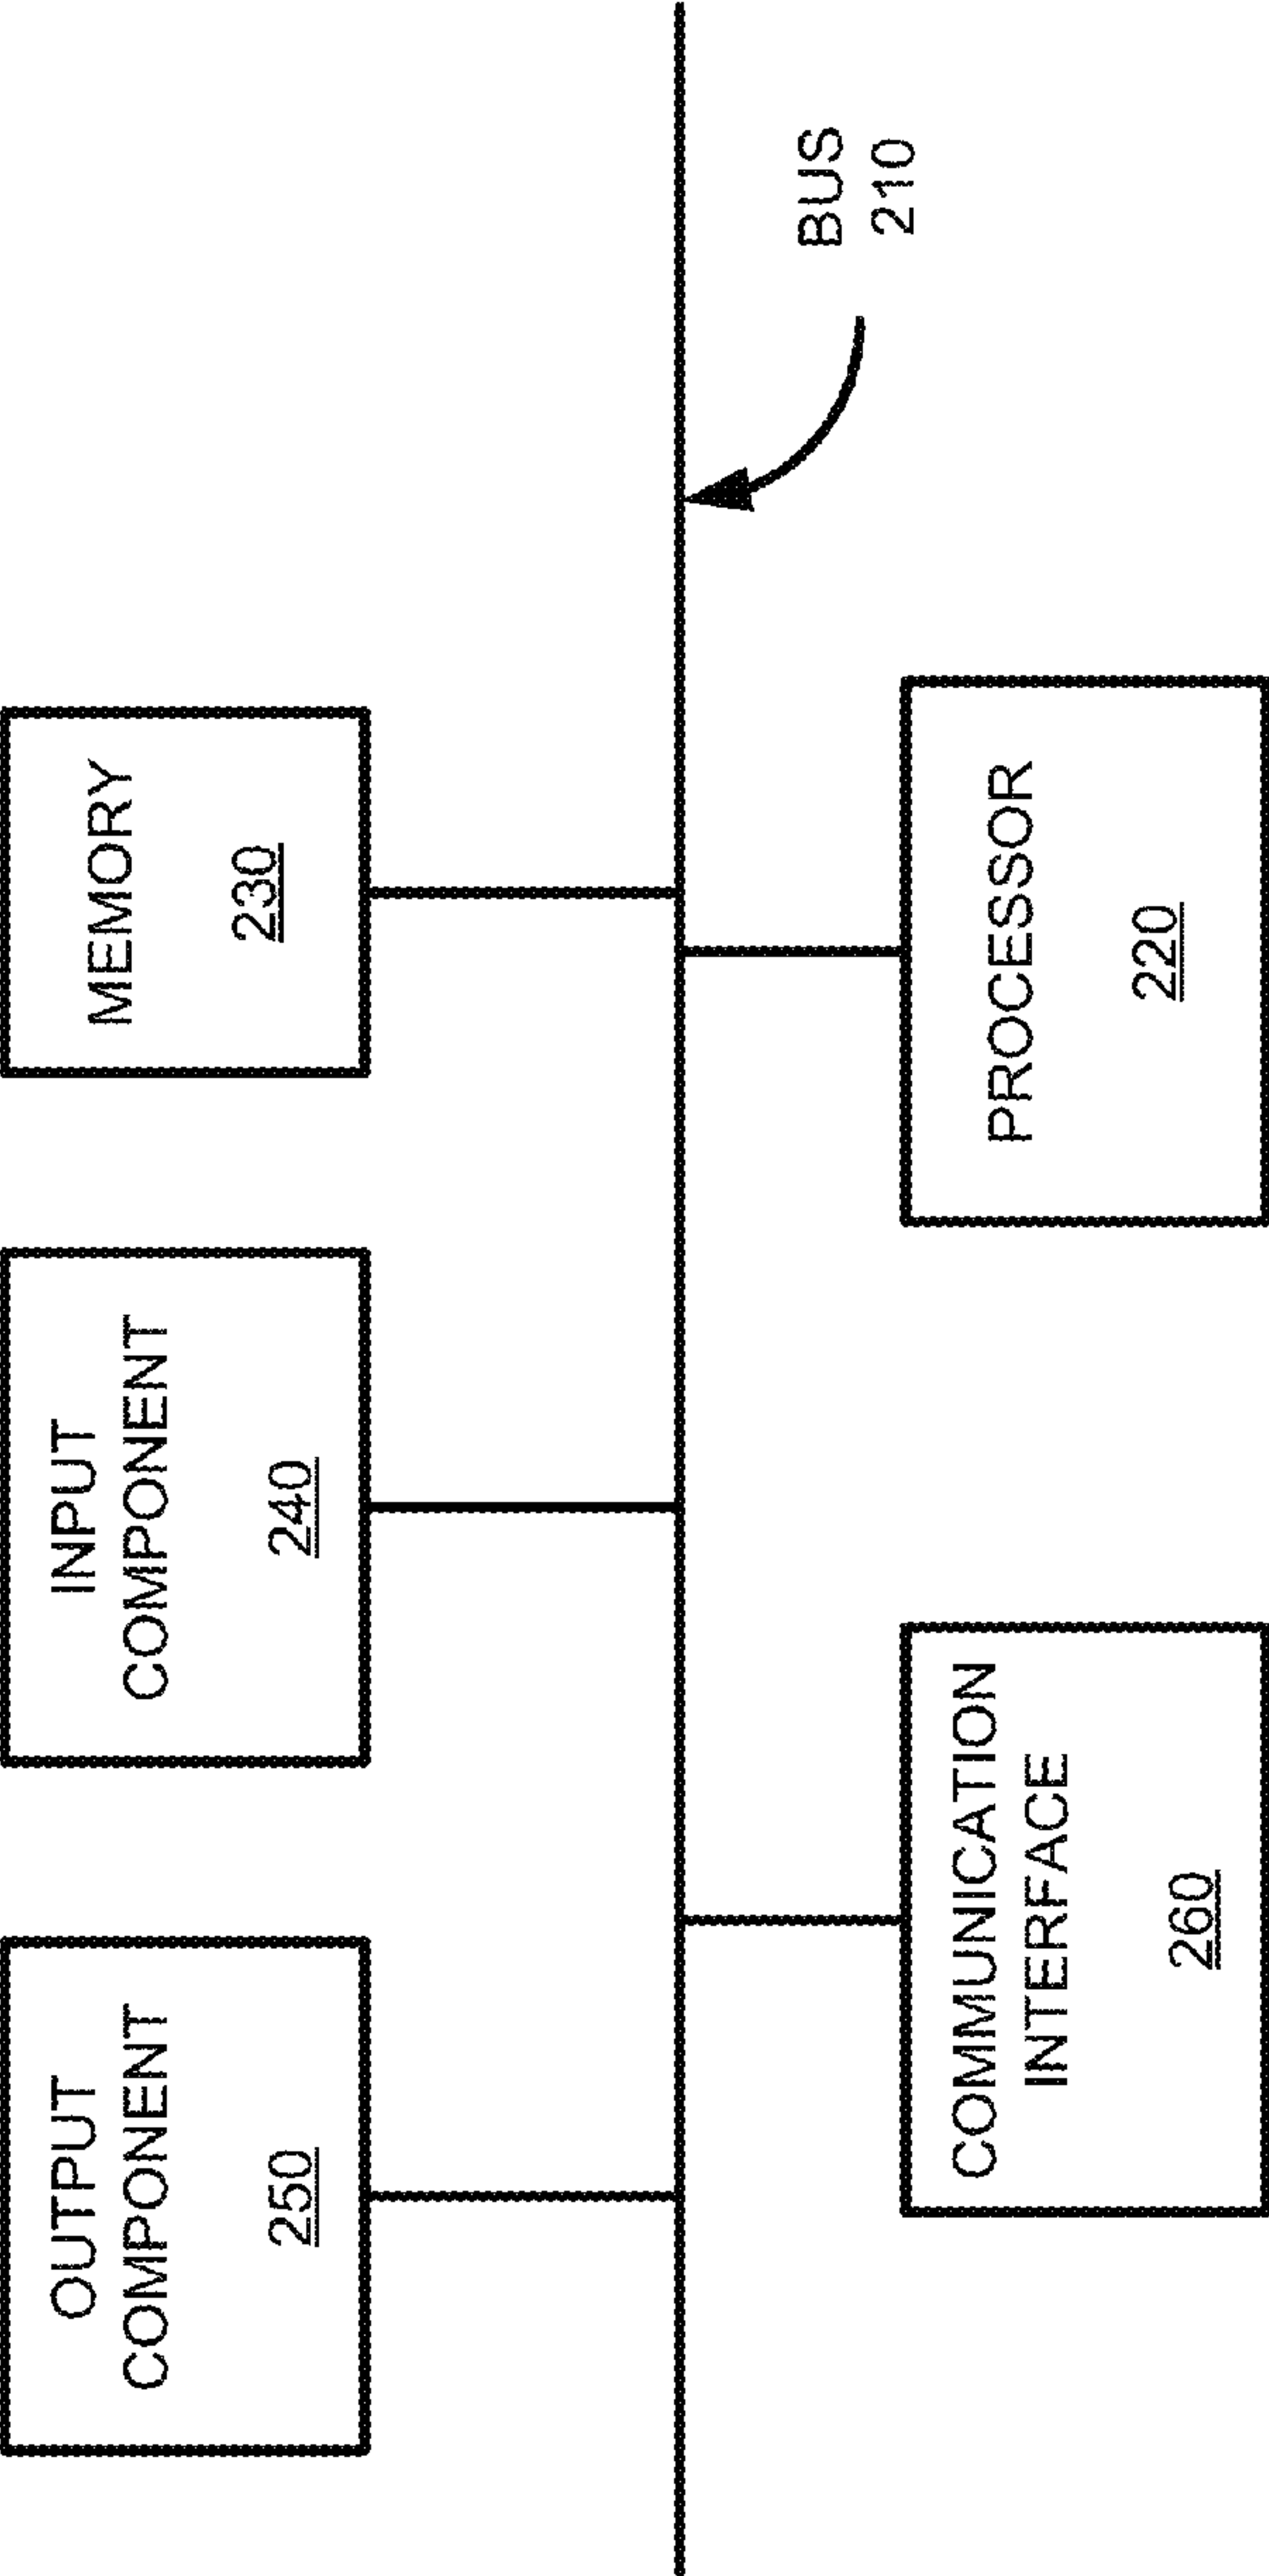 OUTPUT
COMPONENT
250
INPUT
COMPONENT
240
MEMORY
230
BUS
210
COMMUNICATION
INTERFACE
260
PROCESSOR
220